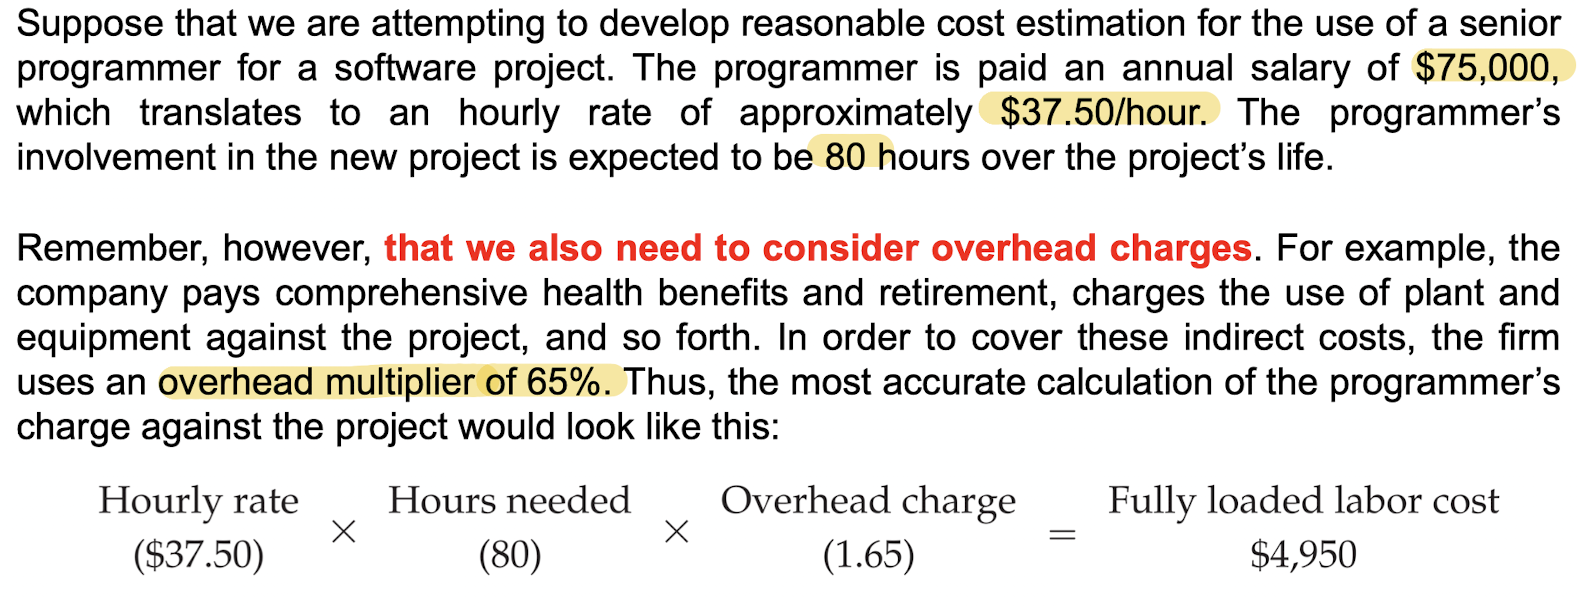 Suppose that we are attempting to develop reasonable cost estimation for the use of a senior
programmer for a software project. The programmer is paid an annual salary of $75,000,
which translates to an hourly rate of approximately $37.50/hour. The programmer’s
involvement in the new project is expected to be 80 hours over the project’s life.
Remember, however, that we also need to consider overhead charges. For example, the
company pays comprehensive health benefits and retirement, charges the use of plant and
equipment against the project, and so forth. In order to cover these indirect costs, the firm
uses an overhead multiplier of 65%. Thus, the most accurate calculation of the programmer’s
charge against the project would look like this:
Hourly rate × Hours needed × Overhead charge = Fully loaded labor cost
($37.50) (80) (1.65) $4,950